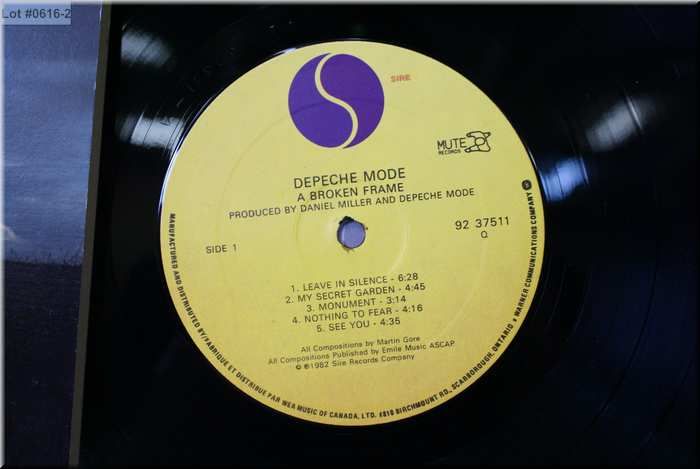 Lot #0616-2
SIRE
MUTE
RECORDS
DEPECHE MODE
A BROKEN FRAME
PRODUCED BY DANIEL MILLER AND DEPECHE MODE
SIDE 1
92 37511
Q
1. LEAVE IN SILENCE - 6:28
2. MY SECRET GARDEN - 4:45
3. MONUMENT - 3:14
4. NOTHING TO FEAR - 4:16
5. SEE YOU - 4:35
All Compositions by Martin Gore
All Compositions Published by Emile Music ASCAP.
© ℗1982 Sire Records Company
MANUFACTURED AND DISTRIBUTED BY/FABRIQUE ET DISTRIBUE PAR WEA MUSIC OF CANADA, LTD. 1810 BIRCHMOUNT RD., SCARBOROUGH, ONTARIO • WARNER COMMUNICATIONS COMPANY